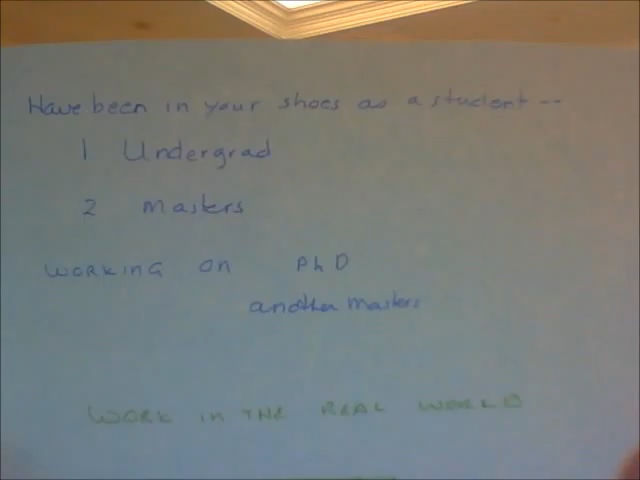 Have been in your shoes as a student --
1 Undergrad
2 Masters
WORKING ON PhD
another masters
WORK IN THE REAL WORLD